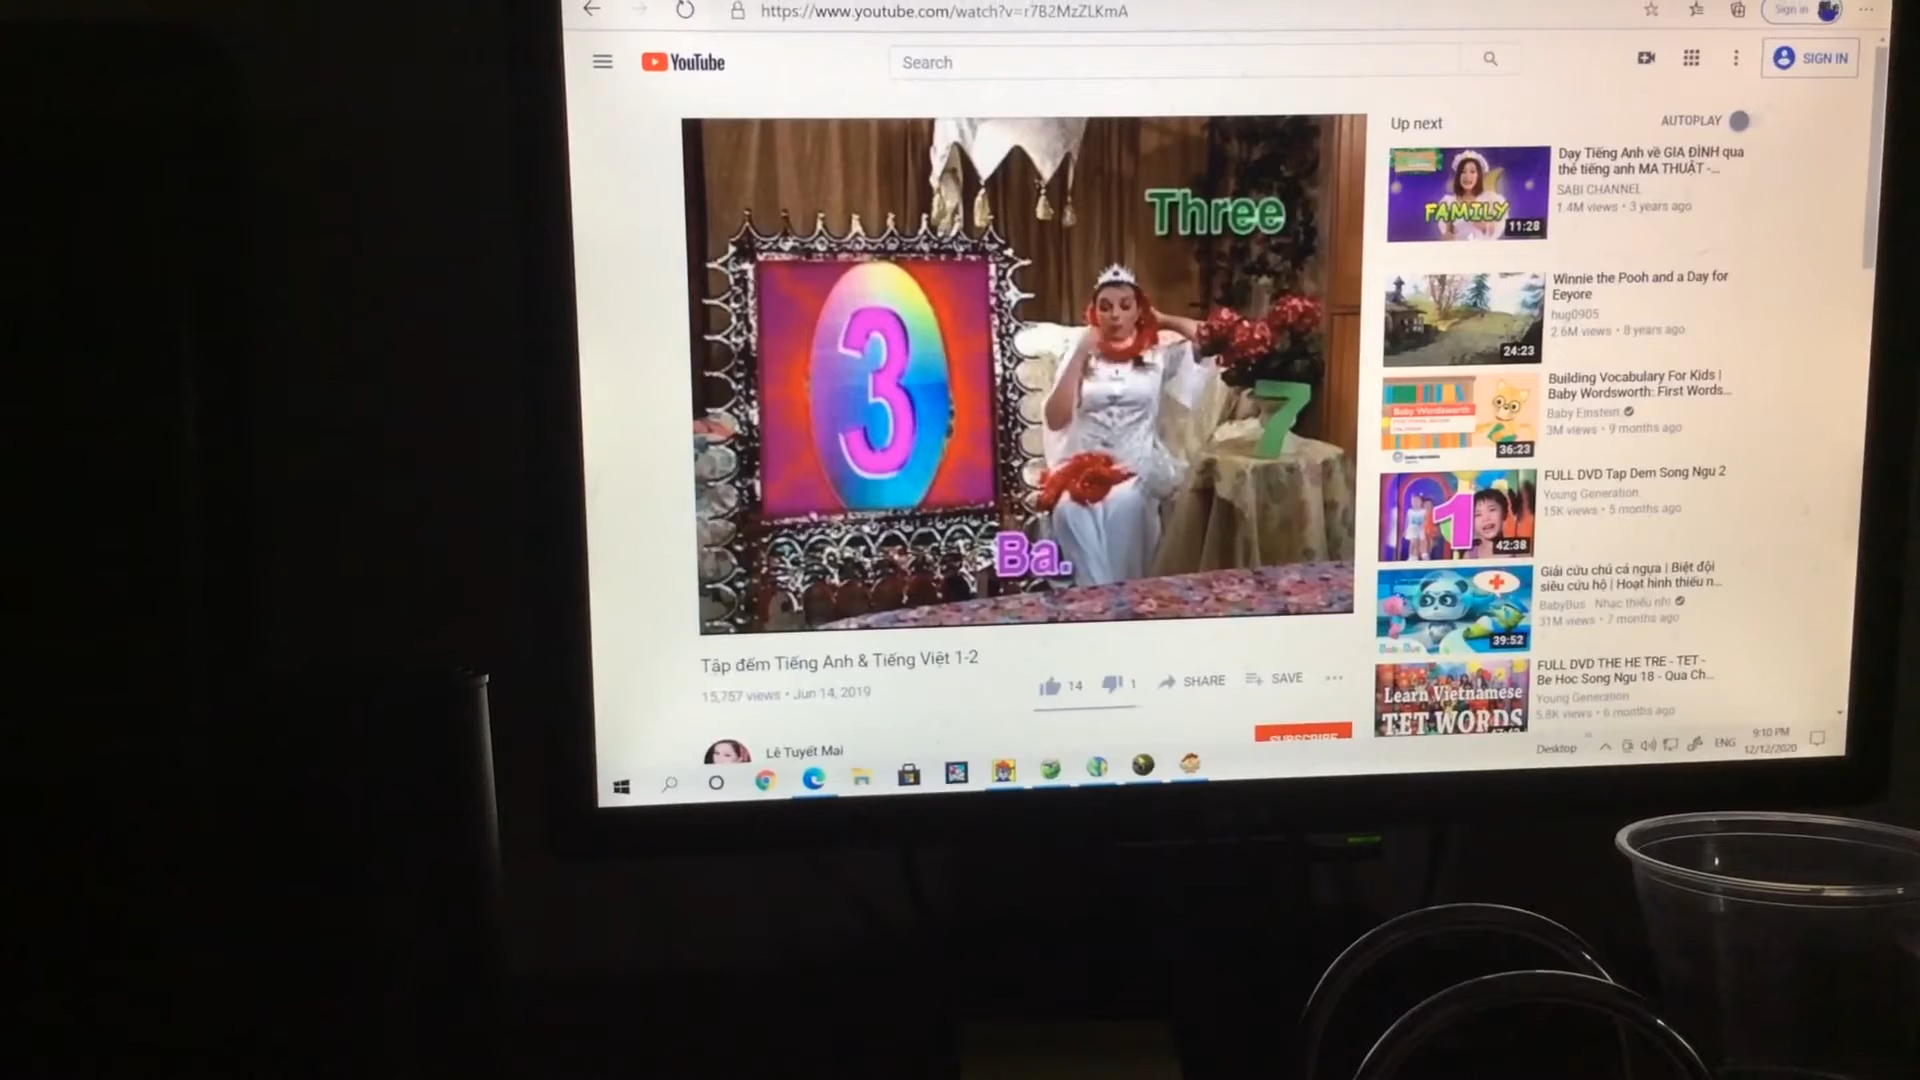 https://www.youtube.com/watch?v=r7B2MzZLKmA
Sign in
YouTube
Search
SIGN IN
Three
3
7
Ba.
Tập đếm Tiếng Anh & Tiếng Việt 1-2
15,757 views • Jun 14, 2019
14
1
SHARE
SAVE
Lê Tuyết Mai
SUBSCRIBE
Up next
AUTOPLAY
FAMILY
11:28
Dạy Tiếng Anh về GIA ĐÌNH qua
thẻ tiếng anh MA THUẬT -...
SABI CHANNEL
1.4M views • 3 years ago
24:23
Winnie the Pooh and a Day for
Eeyore
hug0905
2.6M views • 8 years ago
Baby Wordsworth
36:23
Building Vocabulary For Kids |
Baby Wordsworth: First Words...
Baby Einstein
3M views • 9 months ago
1
42:38
FULL DVD Tap Dem Song Ngu 2
Young Generation
15K views • 5 months ago
39:52
Giải cứu chú cá ngựa | Biệt đội
siêu cứu hộ | Hoạt hình thiếu n...
BabyBus - Nhạc thiếu nhi
31M views • 7 months ago
Learn Vietnamese
TET WORDS
FULL DVD THE HE TRE - TET -
Be Hoc Song Ngu 18 - Qua Ch...
Young Generation
5.8K views • 6 months ago
Desktop
ENG
9:10 PM
12/12/2020